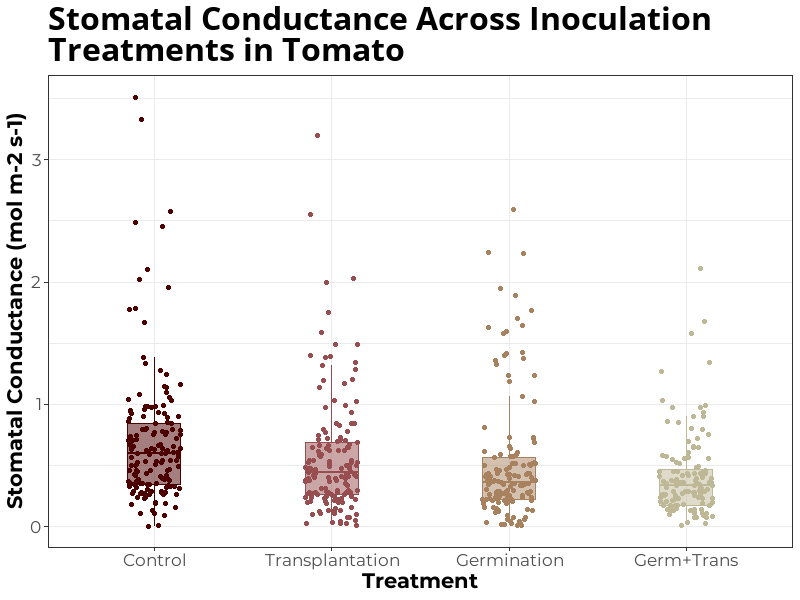 Stomatal Conductance Across Inoculation
Treatments in Tomato
Stomatal Conductance (mol m-2 s-1)
3
2
1
0
Control
Transplantation
Germination
Germ+Trans
Treatment